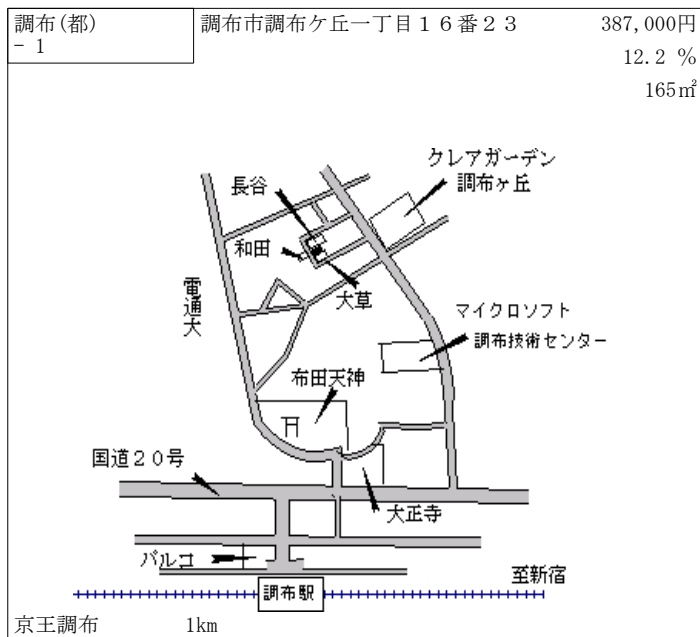 調布(都) 調布市調布ケ丘一丁目16番23 387,000円
-1 12.2 %
165㎡
クレアガーデン
調布ヶ丘
長谷
和田
大草
電通大
マイクロソフト
調布技術センター
布田天神
国道20号
大正寺
パルコ
至新宿
調布駅
京王調布 1km